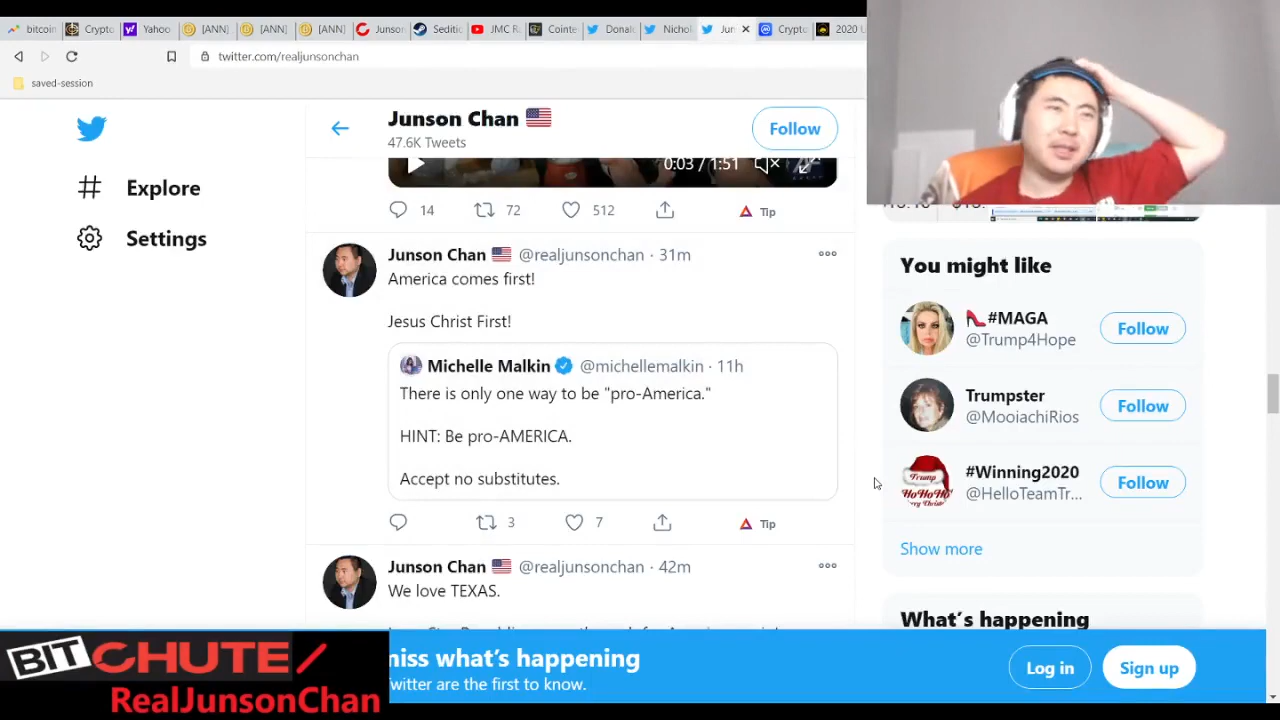 bitcoin
Crypto
Yahoo
[ANN]
[ANN]
[ANN]
Junson
Seditio
JMC R
Cointe
Donal
Nichol
Jun
Crypto
2020 U
twitter.com/realjunsonchan
saved-session
Junson Chan
47.6K Tweets
Follow
0:03 / 1:51
14
72
512
Tip
Explore
Settings
Junson Chan @realjunsonchan · 31m
America comes first!
Jesus Christ First!
Michelle Malkin @michellemalkin · 11h
There is only one way to be "pro-America."
HINT: Be pro-AMERICA.
Accept no substitutes.
3
7
Tip
Junson Chan @realjunsonchan · 42m
We love TEXAS.
You might like
#MAGA
@Trump4Hope
Follow
Trumpster
@MooiachiRios
Follow
#Winning2020
@HelloTeamTr...
Follow
Show more
What's happening
miss what's happening
Twitter are the first to know.
Log in
Sign up
BITCHUTE/
RealJunsonChan